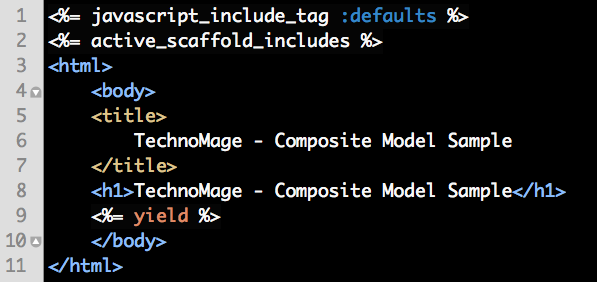 1 <%= javascript_include_tag :defaults %>
2 <%= active_scaffold_includes %>
3 <html>
4     <body>
5     <title>
6         TechnoMage - Composite Model Sample
7     </title>
8     <h1>TechnoMage - Composite Model Sample</h1>
9     <%= yield %>
10     </body>
11 </html>